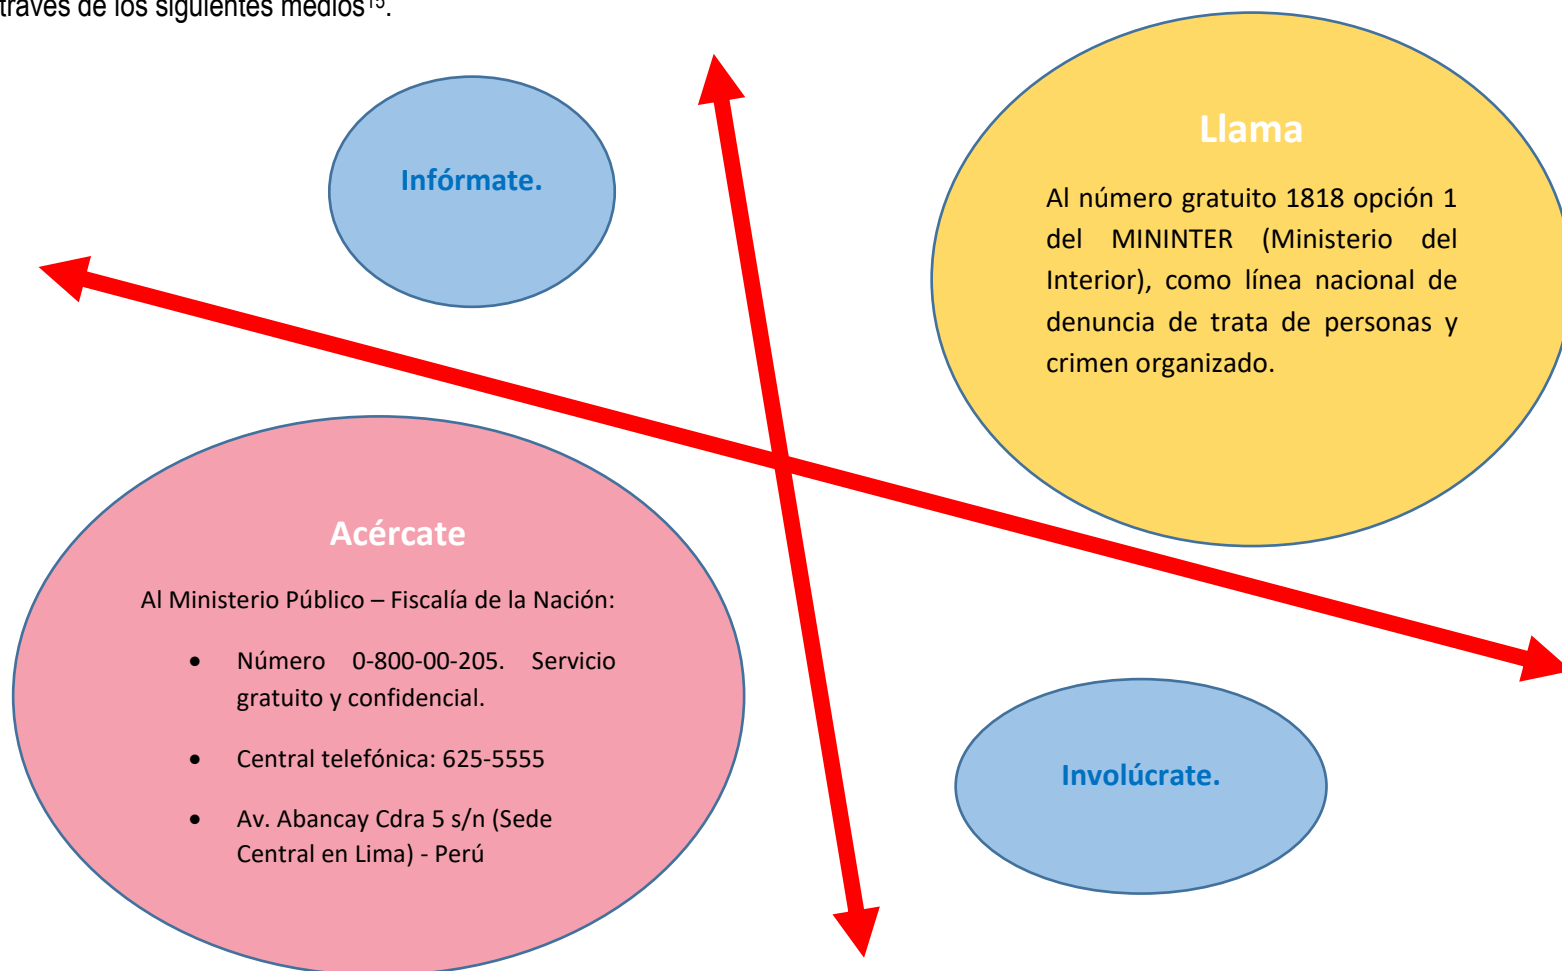 través de los siguientes medios¹⁵.
Infórmate.
Llama
Al número gratuito 1818 opción 1
del MININTER (Ministerio del
Interior), como línea nacional de
denuncia de trata de personas y
crimen organizado.
Acércate
Al Ministerio Público – Fiscalía de la Nación:
• Número 0-800-00-205. Servicio
gratuito y confidencial.
• Central telefónica: 625-5555
• Av. Abancay Cdra 5 s/n (Sede
Central en Lima) - Perú
Involúcrate.